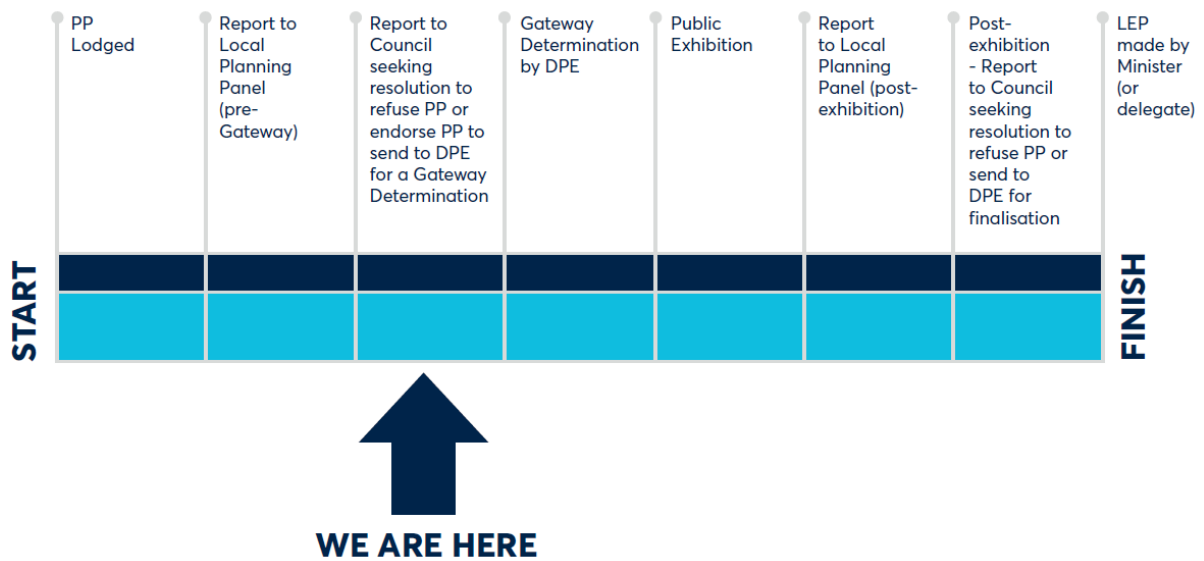 PP
Lodged
Report to
Local
Planning
Panel
(pre-
Gateway)
Report to
Council
seeking
resolution to
refuse PP or
endorse PP to
send to DPE
for a Gateway
Determination
Gateway
Determination
by DPE
Public
Exhibition
Report
to Local
Planning
Panel (post-
exhibition)
Post-
exhibition
- Report
to Council
seeking
resolution to
refuse PP or
send to
DPE for
finalisation
LEP
made by
Minister
(or
delegate)
START
FINISH
WE ARE HERE